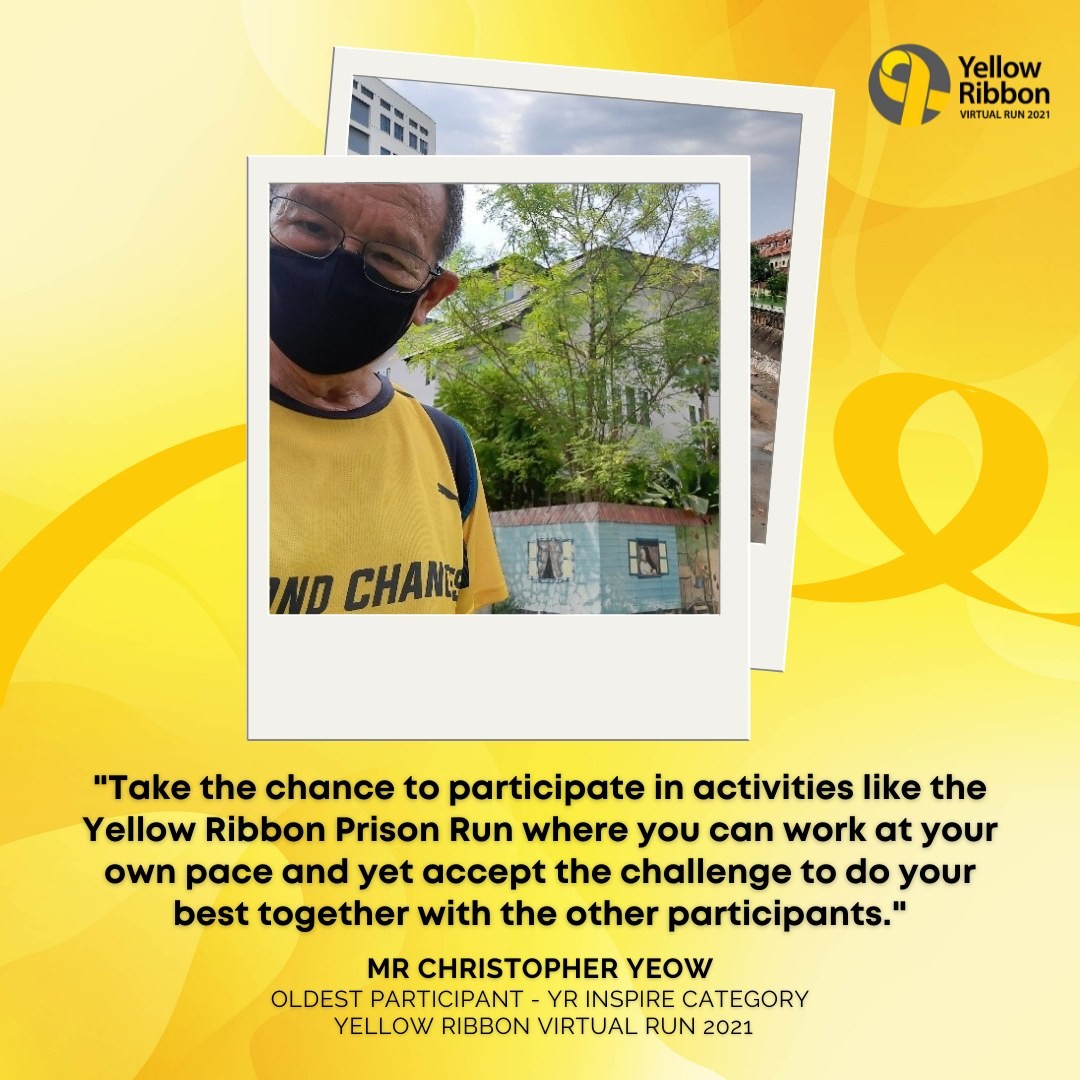 Yellow
Ribbon
VIRTUAL RUN 2021
OND CHANCE
"Take the chance to participate in activities like the
Yellow Ribbon Prison Run where you can work at your
own pace and yet accept the challenge to do your
best together with the other participants."
MR CHRISTOPHER YEOW
OLDEST PARTICIPANT - YR INSPIRE CATEGORY
YELLOW RIBBON VIRTUAL RUN 2021